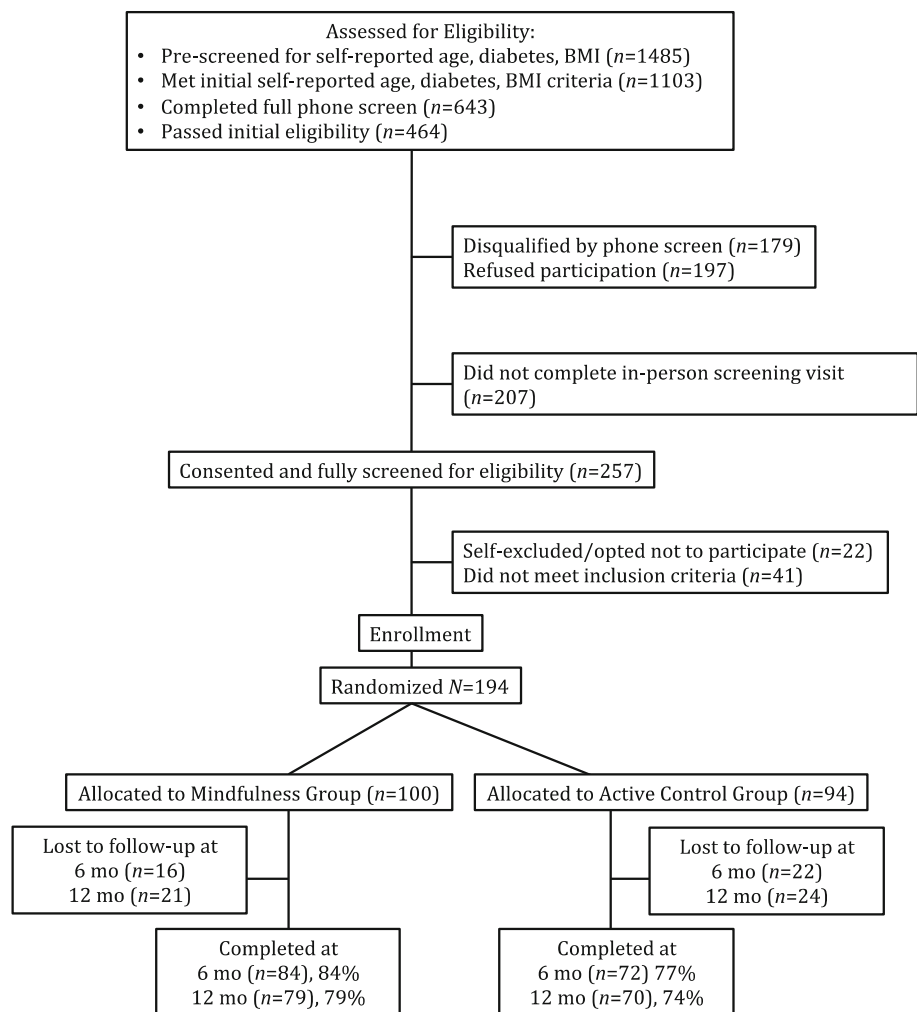 Assessed for Eligibility:
• Pre-screened for self-reported age, diabetes, BMI (n=1485)
• Met initial self-reported age, diabetes, BMI criteria (n=1103)
• Completed full phone screen (n=643)
• Passed initial eligibility (n=464)
Disqualified by phone screen (n=179)
Refused participation (n=197)
Did not complete in-person screening visit
(n=207)
Consented and fully screened for eligibility (n=257)
Self-excluded/opted not to participate (n=22)
Did not meet inclusion criteria (n=41)
Enrollment
Randomized N=194
Allocated to Mindfulness Group (n=100)
Allocated to Active Control Group (n=94)
Lost to follow-up at
6 mo (n=16)
12 mo (n=21)
Lost to follow-up at
6 mo (n=22)
12 mo (n=24)
Completed at
6 mo (n=84), 84%
12 mo (n=79), 79%
Completed at
6 mo (n=72) 77%
12 mo (n=70), 74%